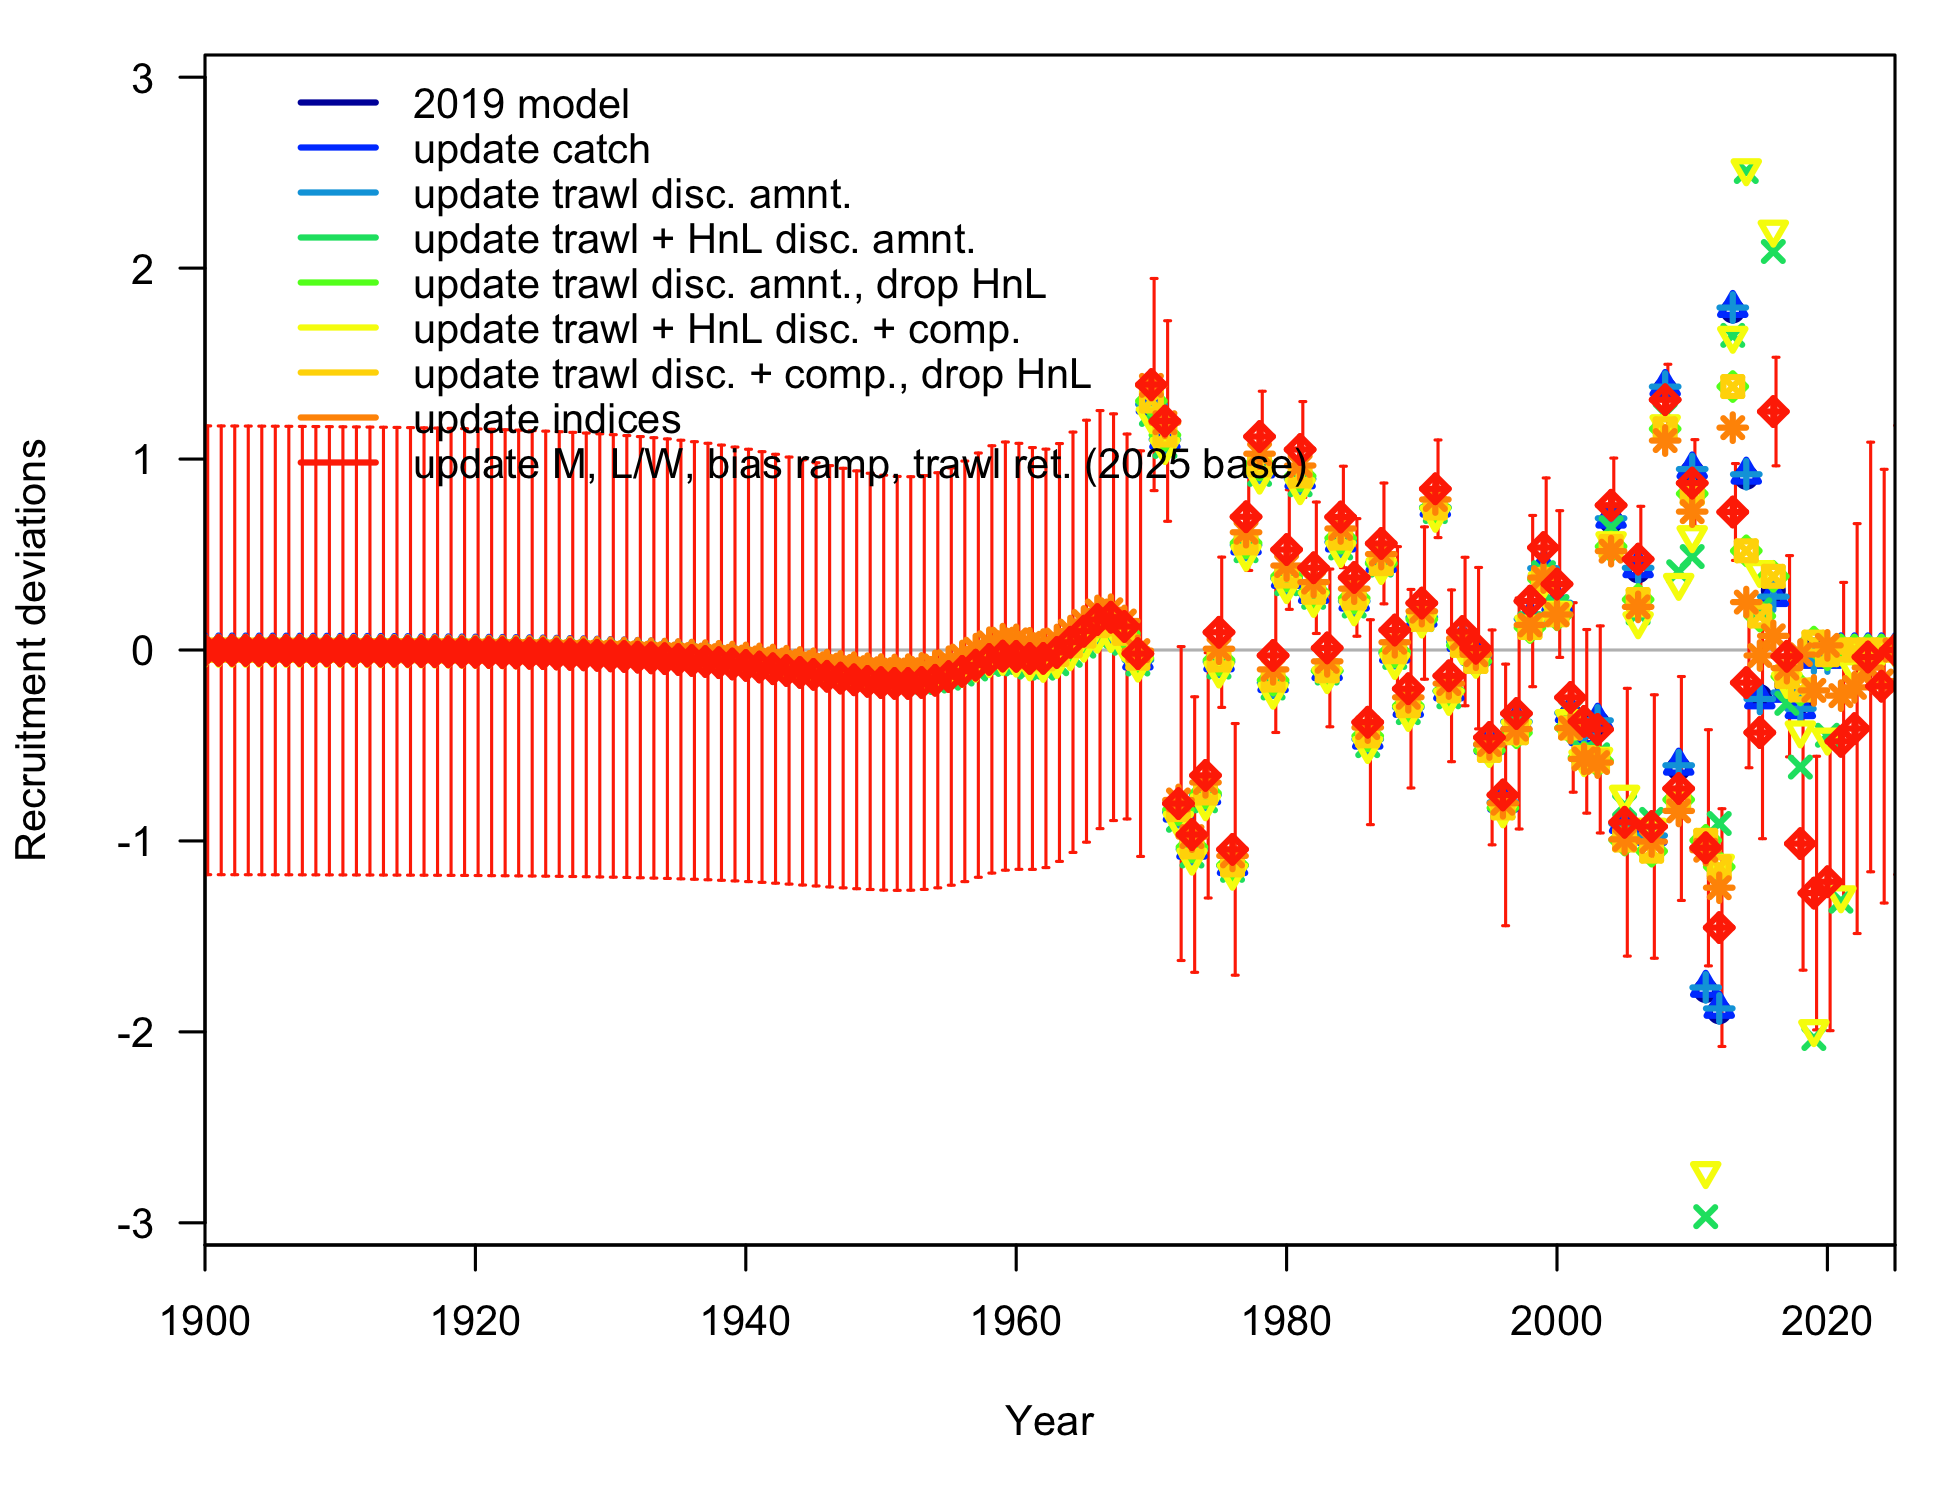 3
2019 model
update catch
update trawl disc. amnt.
update trawl + HnL disc. amnt.
2
update trawl disc. amnt., drop HnL
update trawl + HnL disc. + comp.
update trawl disc. + comp., drop HnL
update indices
1
update M, L/W, bias ramp, trawl ret. (2025 base)
Recruitment deviations
0
-1
-2
-3
1900 1920 1940 1960 1980 2000 2020
Year